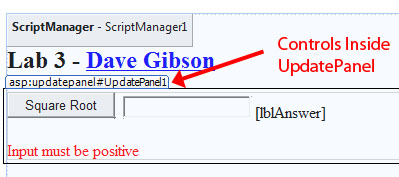 ScriptManager - ScriptManager1
Lab 3 - Dave Gibson
Controls Inside
UpdatePanel
asp:updatepanel#UpdatePanel1
Square Root [lblAnswer]
Input must be positive